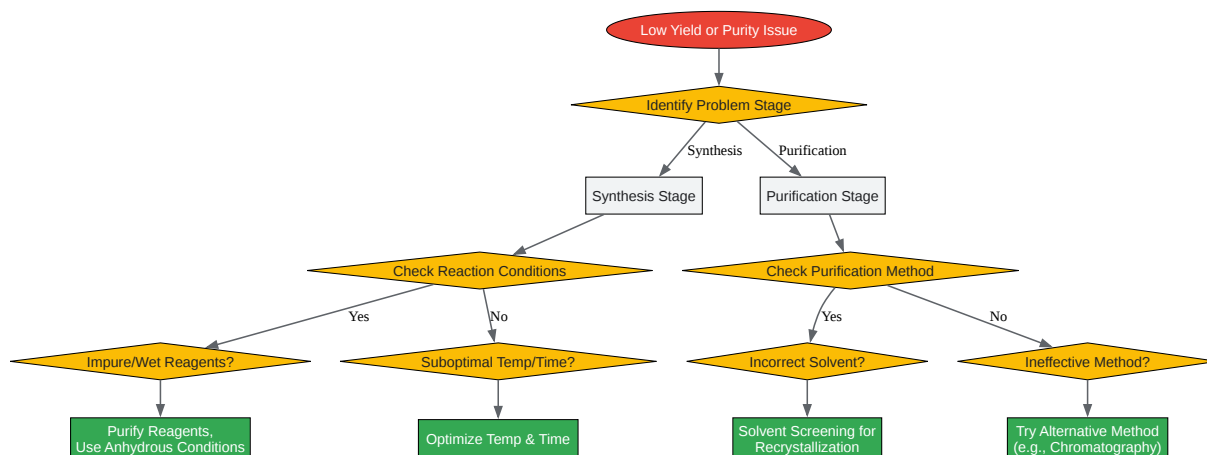 Low Yield or Purity Issue
Identify Problem Stage
Synthesis
Purification
Synthesis Stage
Purification Stage
Check Reaction Conditions
Check Purification Method
Yes
No
Yes
No
Impure/Wet Reagents?
Suboptimal Temp/Time?
Incorrect Solvent?
Ineffective Method?
Purify Reagents,
Use Anhydrous Conditions
Optimize Temp & Time
Solvent Screening for
Recrystallization
Try Alternative Method
(e.g., Chromatography)